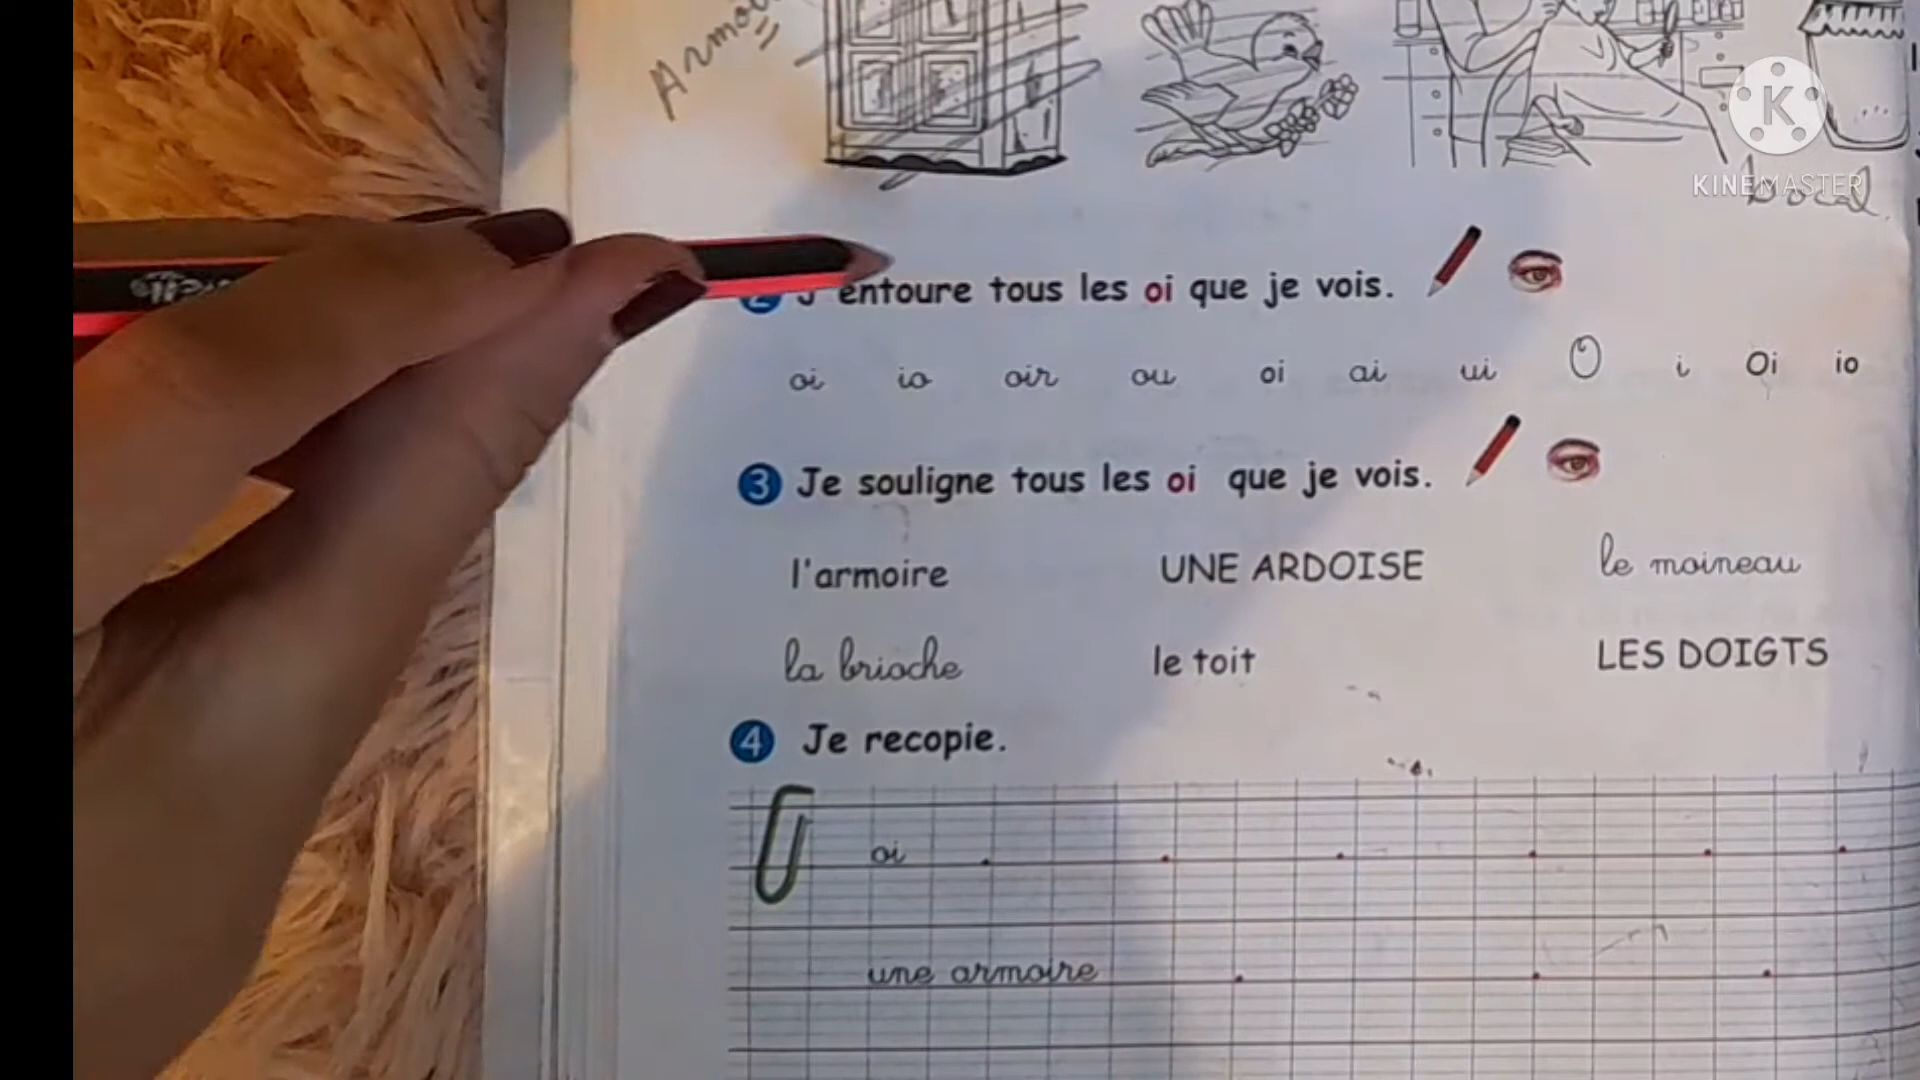 KINEMASTER
bocal
2 J'entoure tous les oi que je vois.
oi io oir ou oi ai ui O i Oi io
3 Je souligne tous les oi que je vois.
l'armoire UNE ARDOISE le moineau
la brioche le toit LES DOIGTS
4 Je recopie.
oi
une armoire